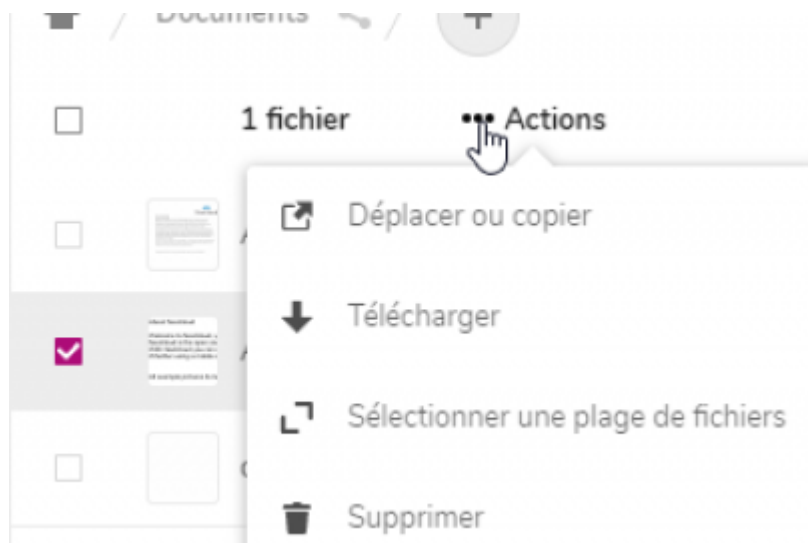 Documents
1 fichier ••• Actions
Déplacer ou copier
Télécharger
Sélectionner une plage de fichiers
Supprimer